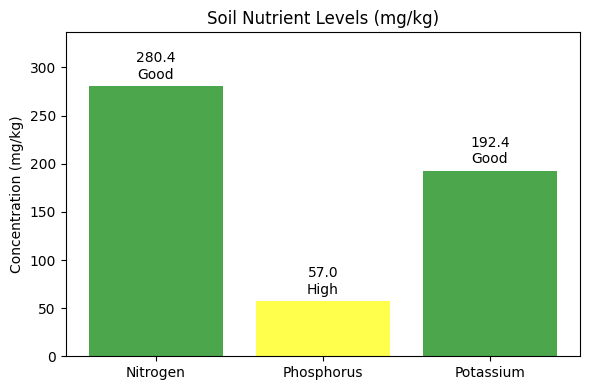 Soil Nutrient Levels (mg/kg)
Concentration (mg/kg)
300
250
200
150
100
50
0
280.4
Good
57.0
High
192.4
Good
Nitrogen
Phosphorus
Potassium